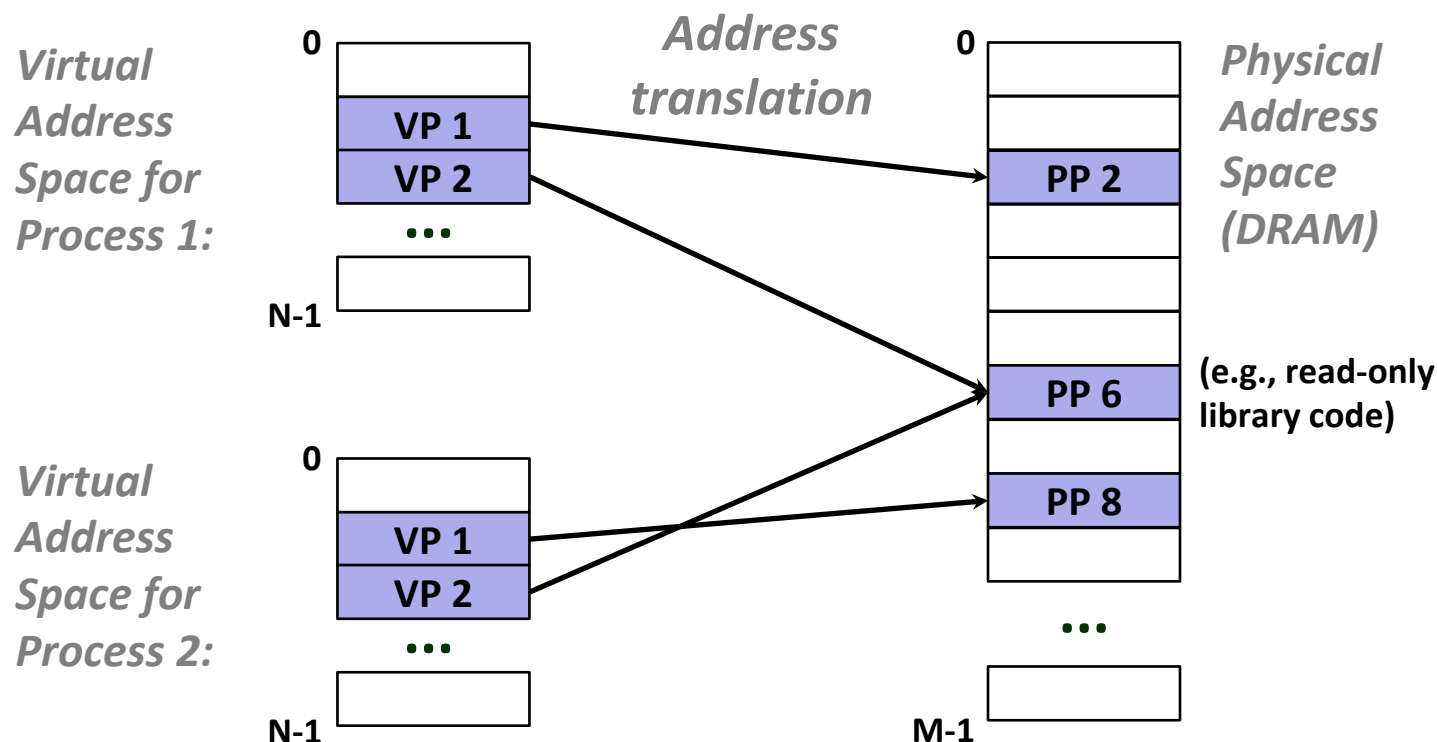 Virtual
Address
Space for
Process 1:
0
VP 1
VP 2
...
N-1
Address
translation
0
PP 2
PP 6
PP 8
...
M-1
Physical
Address
Space
(DRAM)
(e.g., read-only
library code)
Virtual
Address
Space for
Process 2:
0
VP 1
VP 2
...
N-1